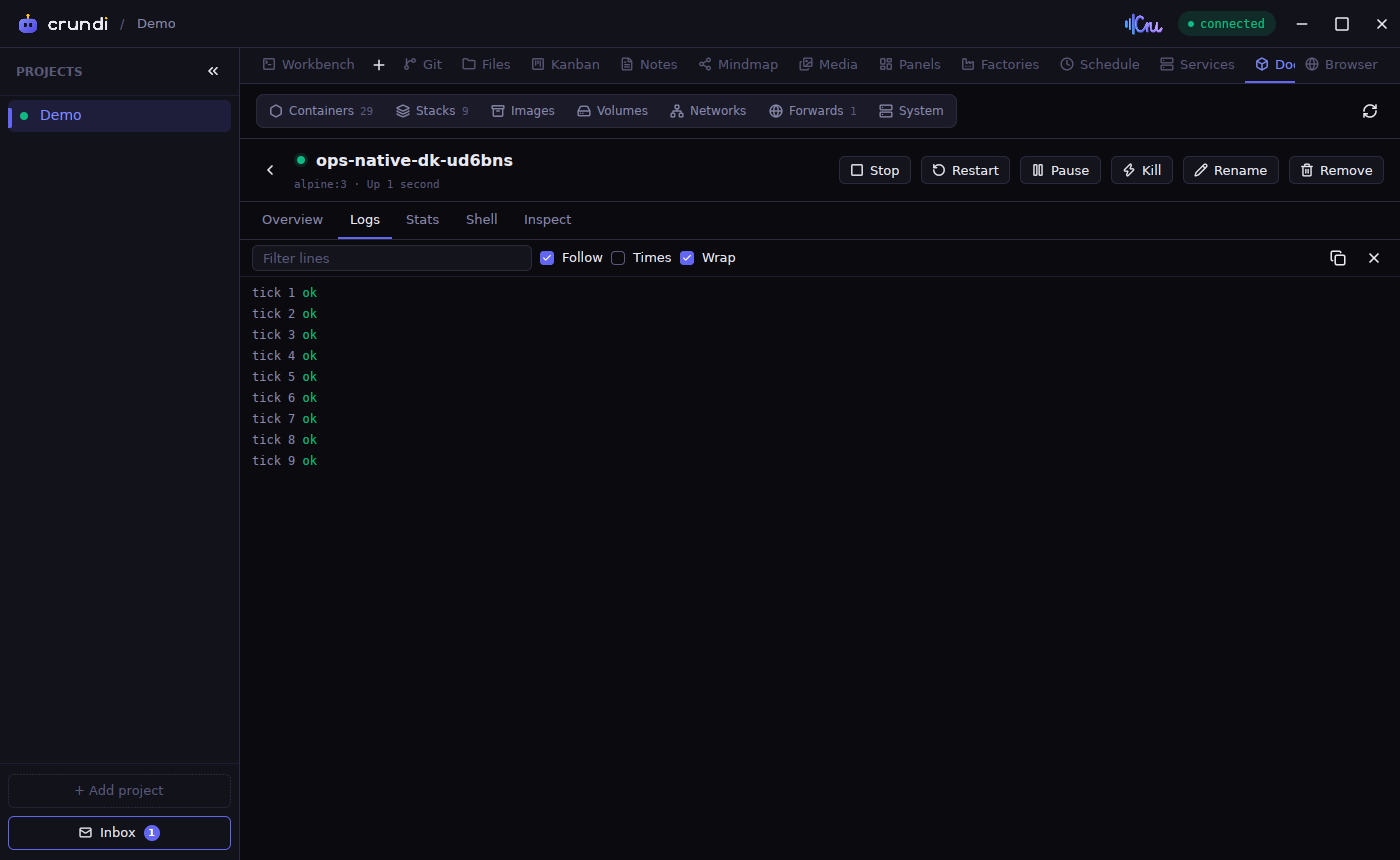 crundi / Demo
Cru
connected
PROJECTS
Workbench
Git
Files
Kanban
Notes
Mindmap
Media
Panels
Factories
Schedule
Services
Browser
Demo
Containers 29
Stacks 9
Images
Volumes
Networks
Forwards 1
System
ops-native-dk-ud6bns
alpine:3 · Up 1 second
Stop
Restart
Pause
Kill
Rename
Remove
Overview
Logs
Stats
Shell
Inspect
Filter lines
Follow
Times
Wrap
tick 1 ok
tick 2 ok
tick 3 ok
tick 4 ok
tick 5 ok
tick 6 ok
tick 7 ok
tick 8 ok
tick 9 ok
+ Add project
Inbox 1